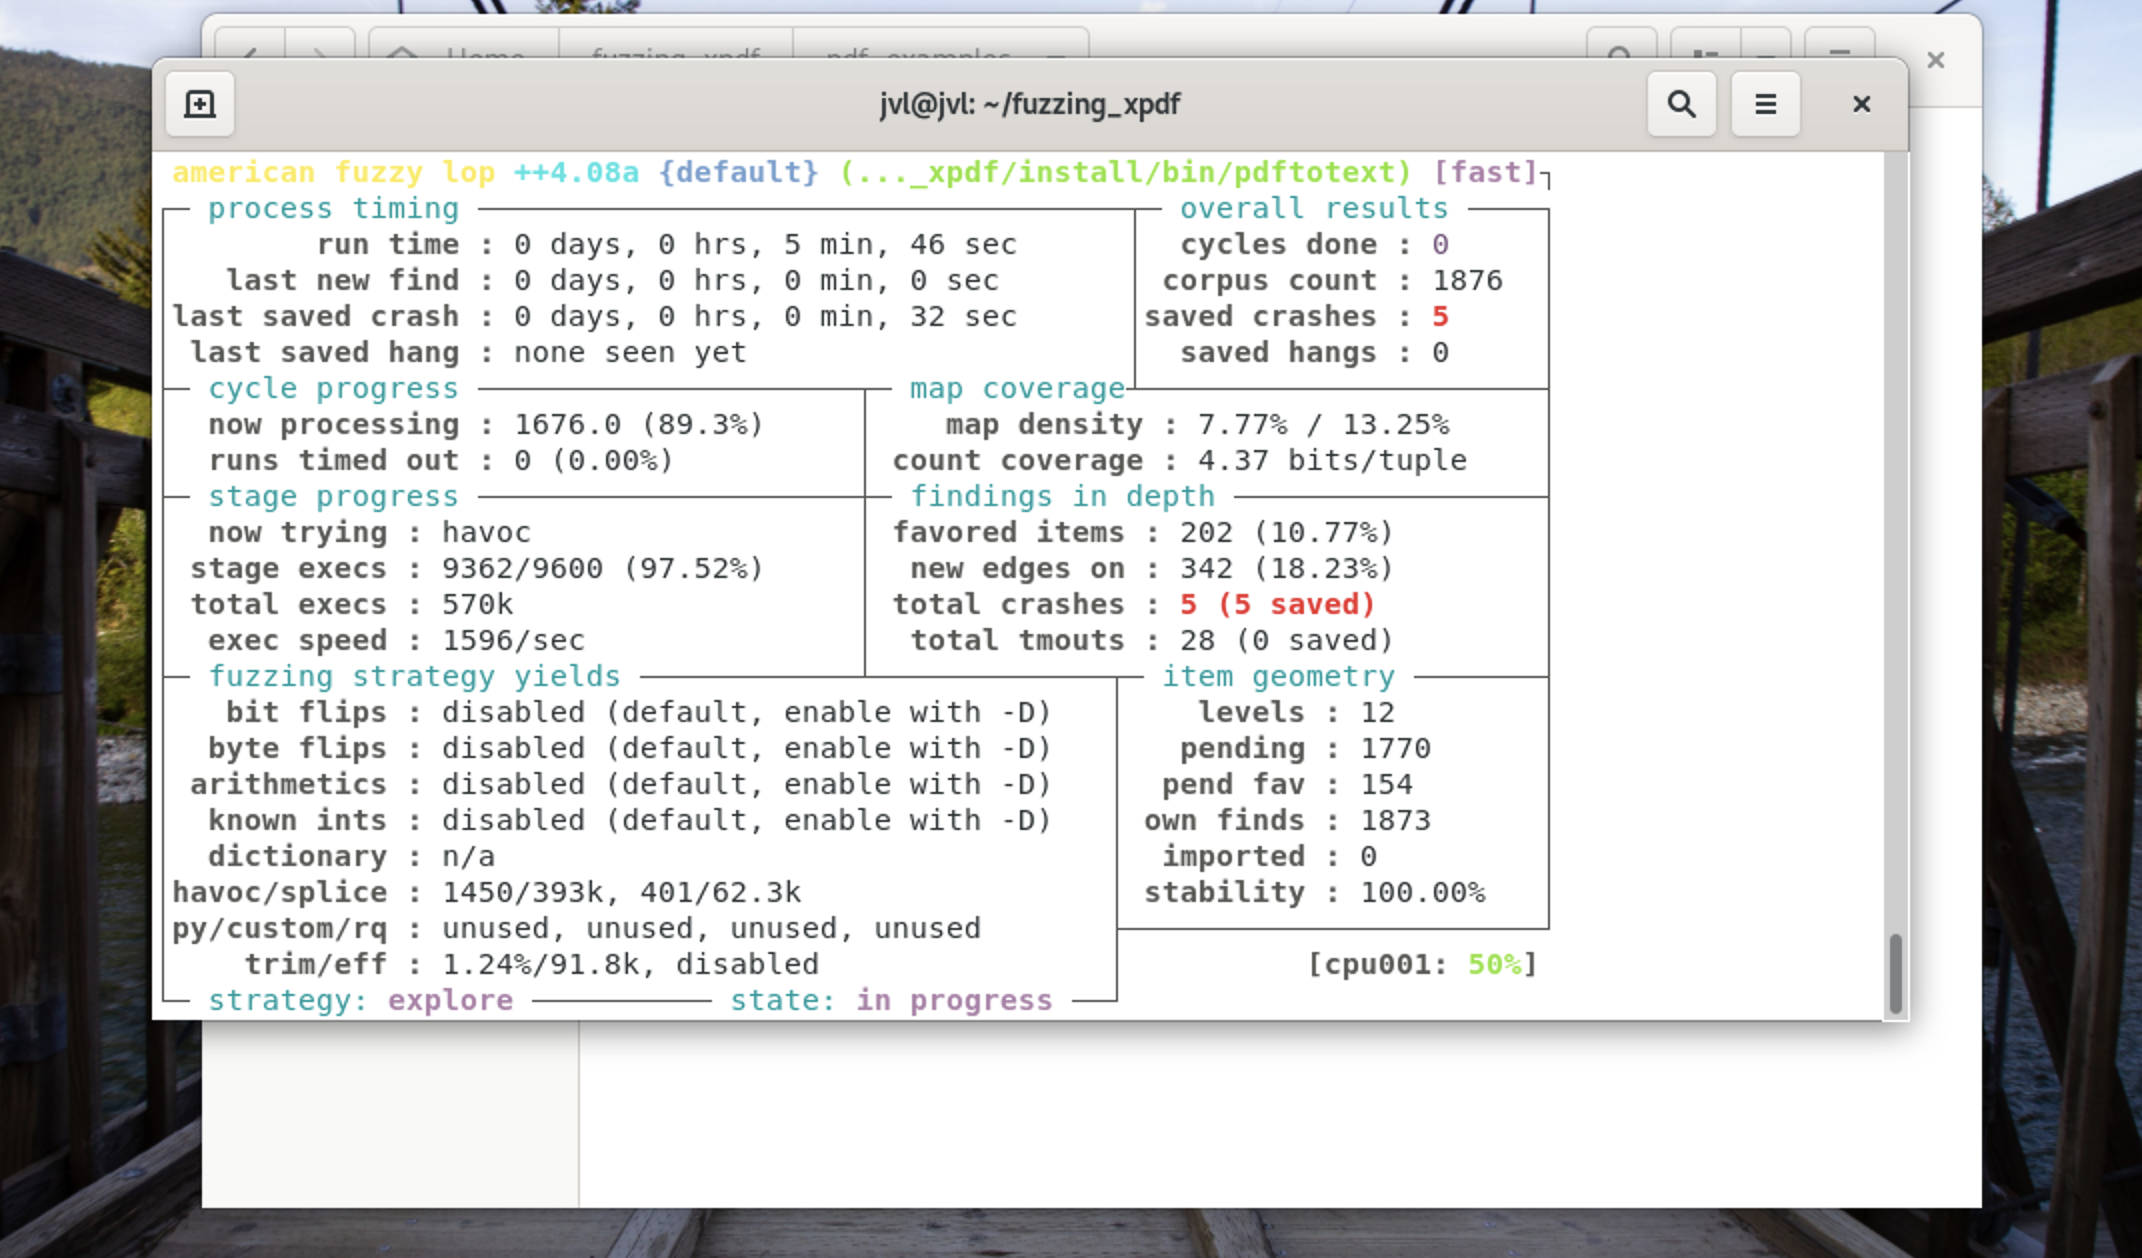 Home fuzzing_xpdf pdf_examples
jvl@jvl: ~/fuzzing_xpdf
american fuzzy lop ++4.08a {default} (..._xpdf/install/bin/pdftotext) [fast]
process timing
overall results
run time : 0 days, 0 hrs, 5 min, 46 sec
cycles done : 0
last new find : 0 days, 0 hrs, 0 min, 0 sec
corpus count : 1876
last saved crash : 0 days, 0 hrs, 0 min, 32 sec
saved crashes : 5
last saved hang : none seen yet
saved hangs : 0
cycle progress
map coverage
now processing : 1676.0 (89.3%)
map density : 7.77% / 13.25%
runs timed out : 0 (0.00%)
count coverage : 4.37 bits/tuple
stage progress
findings in depth
now trying : havoc
favored items : 202 (10.77%)
stage execs : 9362/9600 (97.52%)
new edges on : 342 (18.23%)
total execs : 570k
total crashes : 5 (5 saved)
exec speed : 1596/sec
total tmouts : 28 (0 saved)
fuzzing strategy yields
item geometry
bit flips : disabled (default, enable with -D)
levels : 12
byte flips : disabled (default, enable with -D)
pending : 1770
arithmetics : disabled (default, enable with -D)
pend fav : 154
known ints : disabled (default, enable with -D)
own finds : 1873
dictionary : n/a
imported : 0
havoc/splice : 1450/393k, 401/62.3k
stability : 100.00%
py/custom/rq : unused, unused, unused, unused
trim/eff : 1.24%/91.8k, disabled
[cpu001: 50%]
strategy: explore
state: in progress